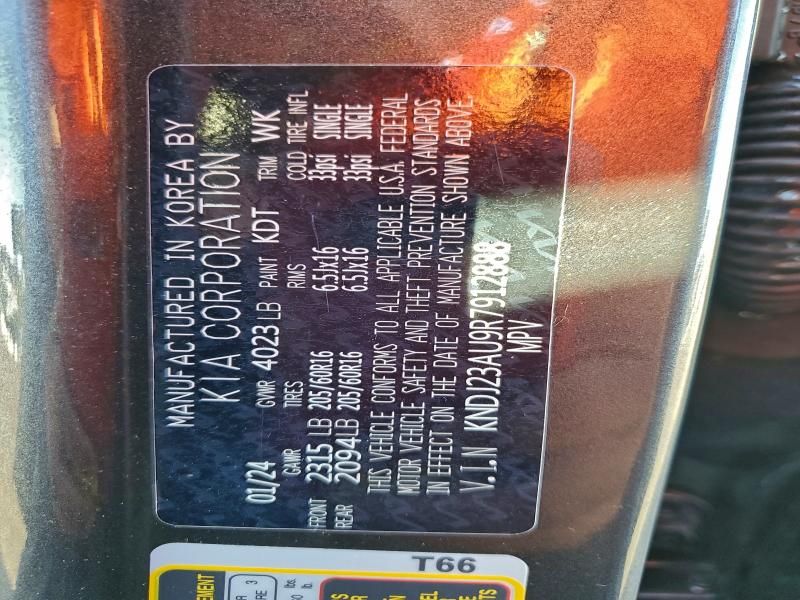 MANUFACTURED IN KOREA BY
KIA CORPORATION
01/24 GVWR 4023 LB PAINT KDT TRIM WK
GAWR TIRES RIMS COLD TIRE INFL
FRONT 2315 LB 205/60R16 6.5Jx16 33psi SINGLE
REAR 2094LB 205/60R16 6.5Jx16 33psi SINGLE
THIS VEHICLE CONFORMS TO ALL APPLICABLE U.S.A. FEDERAL
MOTOR VEHICLE SAFETY AND THEFT PREVENTION STANDARDS
IN EFFECT ON THE DATE OF MANUFACTURE SHOWN ABOVE.
V.I.N KNDJ23AU9R7912888
MPV
T66
3
lbs.
lb.